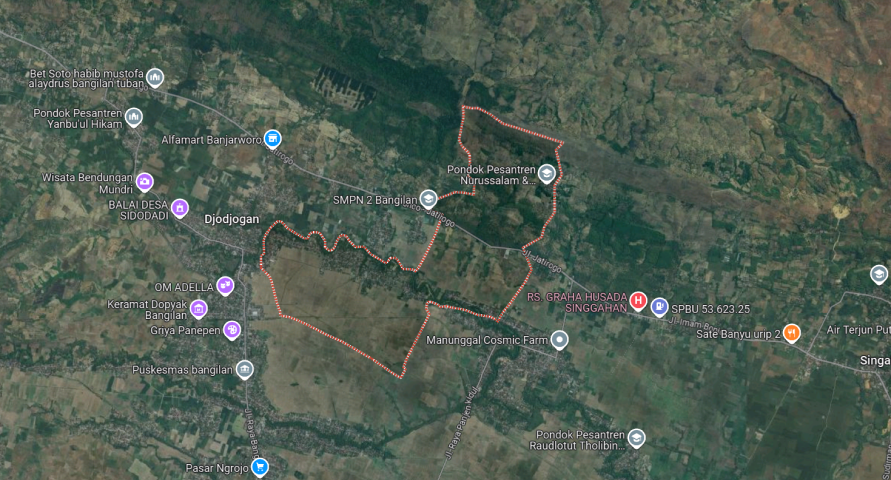 Bet Soto habib mustofa
alaydrus bangilan tuban
Pondok Pesantren
Yanbu'ul Hikam
Alfamart Banjarworo
Jatirogo
Wisata Bendungan
Mundri
BALAI DESA
SIDODADI
Djodjogan
SMPN 2 Bangilan
Jatirogo
Pondok Pesantren
Nurussalam &...
Jl. Jatirogo
OM ADELLA
Keramat Dopyak
Bangilan
Griya Panepen
Puskesmas bangilan
Jl. Raya Bang
Pasar Ngrojo
RS. GRAHA HUSADA
SINGGAHAN
SPBU 53.623.25
Jl. Imam Bo
Sate Banyu urip 2
Air Terjun Put
Singa
Manunggal Cosmic Farm
Jl. Raya Parjen Kidul
Pondok Pesantren
Raudlotut Tholibin...